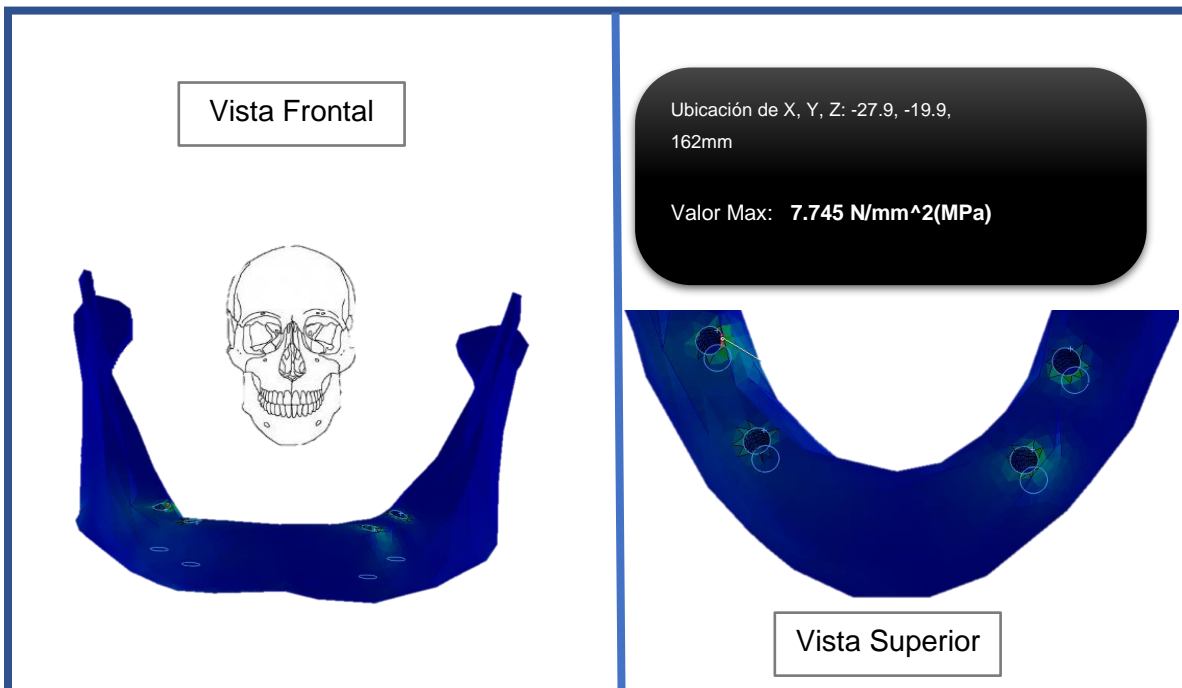 Vista Frontal
Ubicación de X, Y, Z: -27.9, -19.9,
162mm
Valor Max: 7.745 N/mm^2(MPa)
Vista Superior